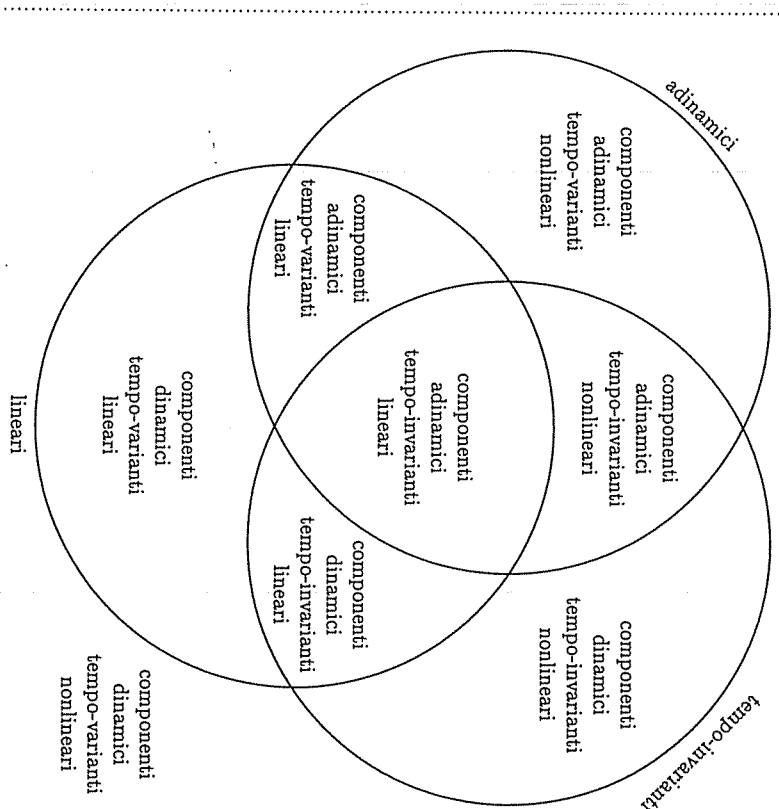 adinamici
componenti
adinamici
tempo-varianti
nonlineari
componenti
adinamici
tempo-invarianti
nonlineari
componenti
dinamici
tempo-invarianti
nonlineari
tempo-invarianti
componenti
adinamici
tempo-varianti
lineari
componenti
adinamici
tempo-invarianti
lineari
componenti
dinamici
tempo-invarianti
lineari
componenti
dinamici
tempo-varianti
lineari
componenti
dinamici
tempo-varianti
nonlineari
lineari